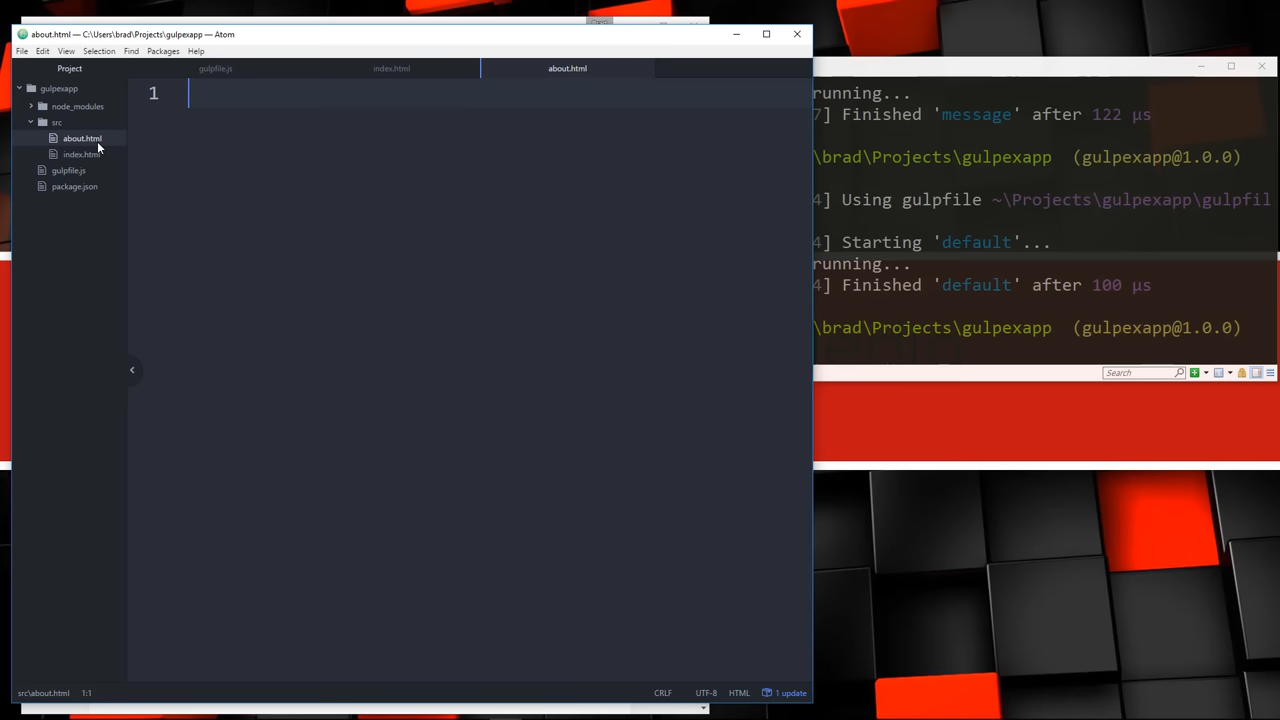 about.html — C:\Users\brad\Projects\gulpexapp — Atom
File Edit View Selection Find Packages Help
Project
gulpfile.js
index.html
about.html
gulpexapp
node_modules
src
about.html
index.html
gulpfile.js
package.json
1
src\about.html 1:1
CRLF UTF-8 HTML 1 update
running...
7] Finished 'message' after 122 µs
\brad\Projects\gulpexapp (gulpexapp@1.0.0)
4] Using gulpfile ~\Projects\gulpexapp\gulpfil
4] Starting 'default'...
running...
4] Finished 'default' after 100 µs
\brad\Projects\gulpexapp (gulpexapp@1.0.0)
Search